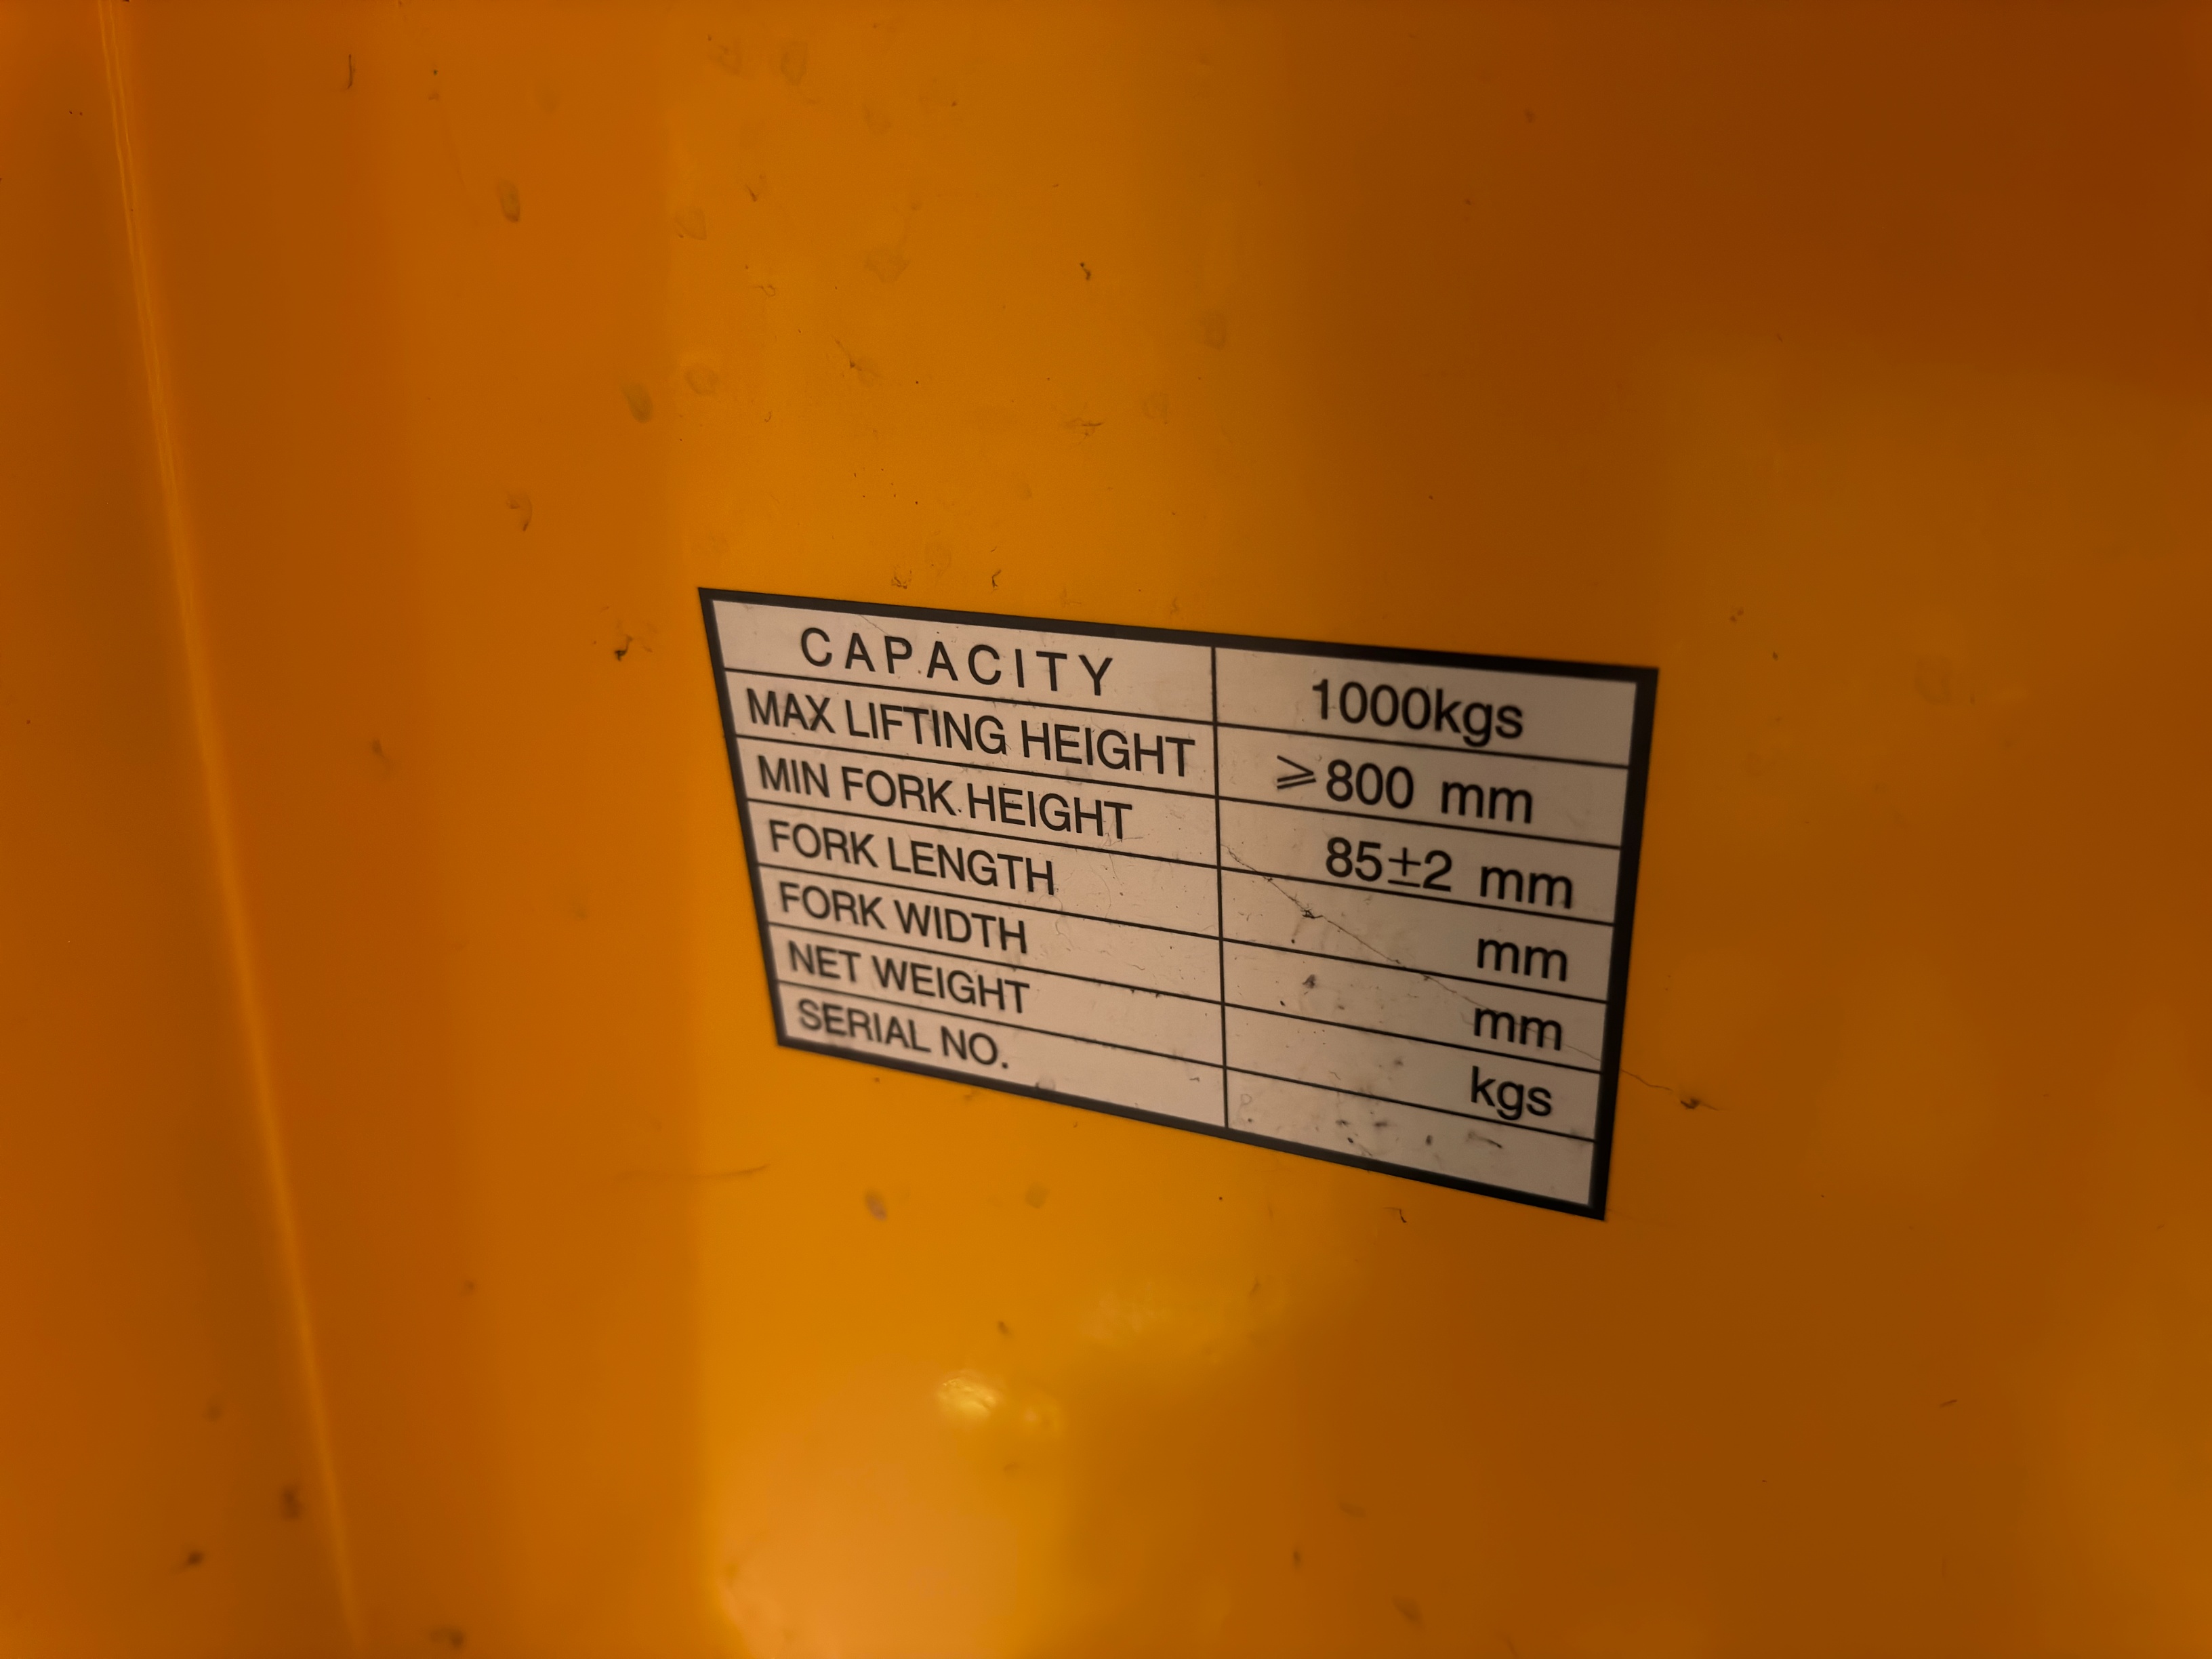 CAPACITY 1000kgs
MAX LIFTING HEIGHT ⩾800 mm
MIN FORK HEIGHT 85±2 mm
FORK LENGTH mm
FORK WIDTH mm
NET WEIGHT kgs
SERIAL NO.